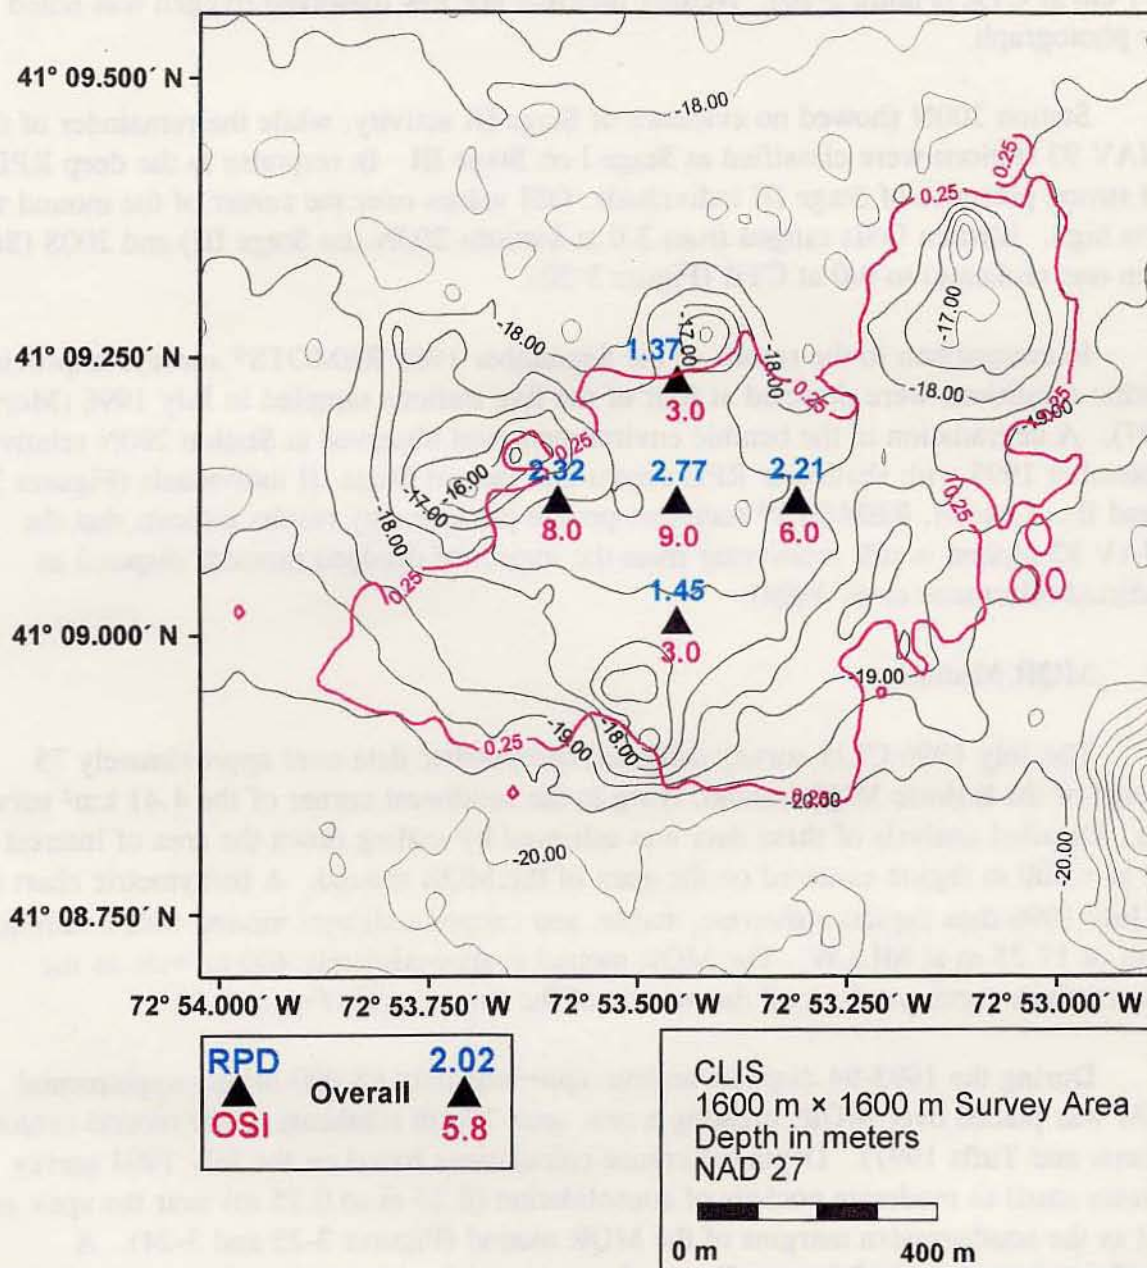 41° 09.500´ N
-18.00
0.25
0.25
-17.00
-18.00
1.37
-17.00
41° 09.250´ N
-18.00
3.0
0.25
-18.00
0.25
-19.00
0.25
-16.00
-17.00
-18.00
2.32
2.77
2.21
8.0
9.0
6.0
0.25
0.25
1.45
41° 09.000´ N
3.0
-19.00
0.25
-19.00
-18.00
0.25
-20.00
-20.00
-20.00
41° 08.750´ N
72° 54.000´ W
72° 53.750´ W
72° 53.500´ W
72° 53.250´ W
72° 53.000´ W
RPD 2.02
Overall
OSI 5.8
CLIS
1600 m × 1600 m Survey Area
Depth in meters
NAD 27
0 m 400 m